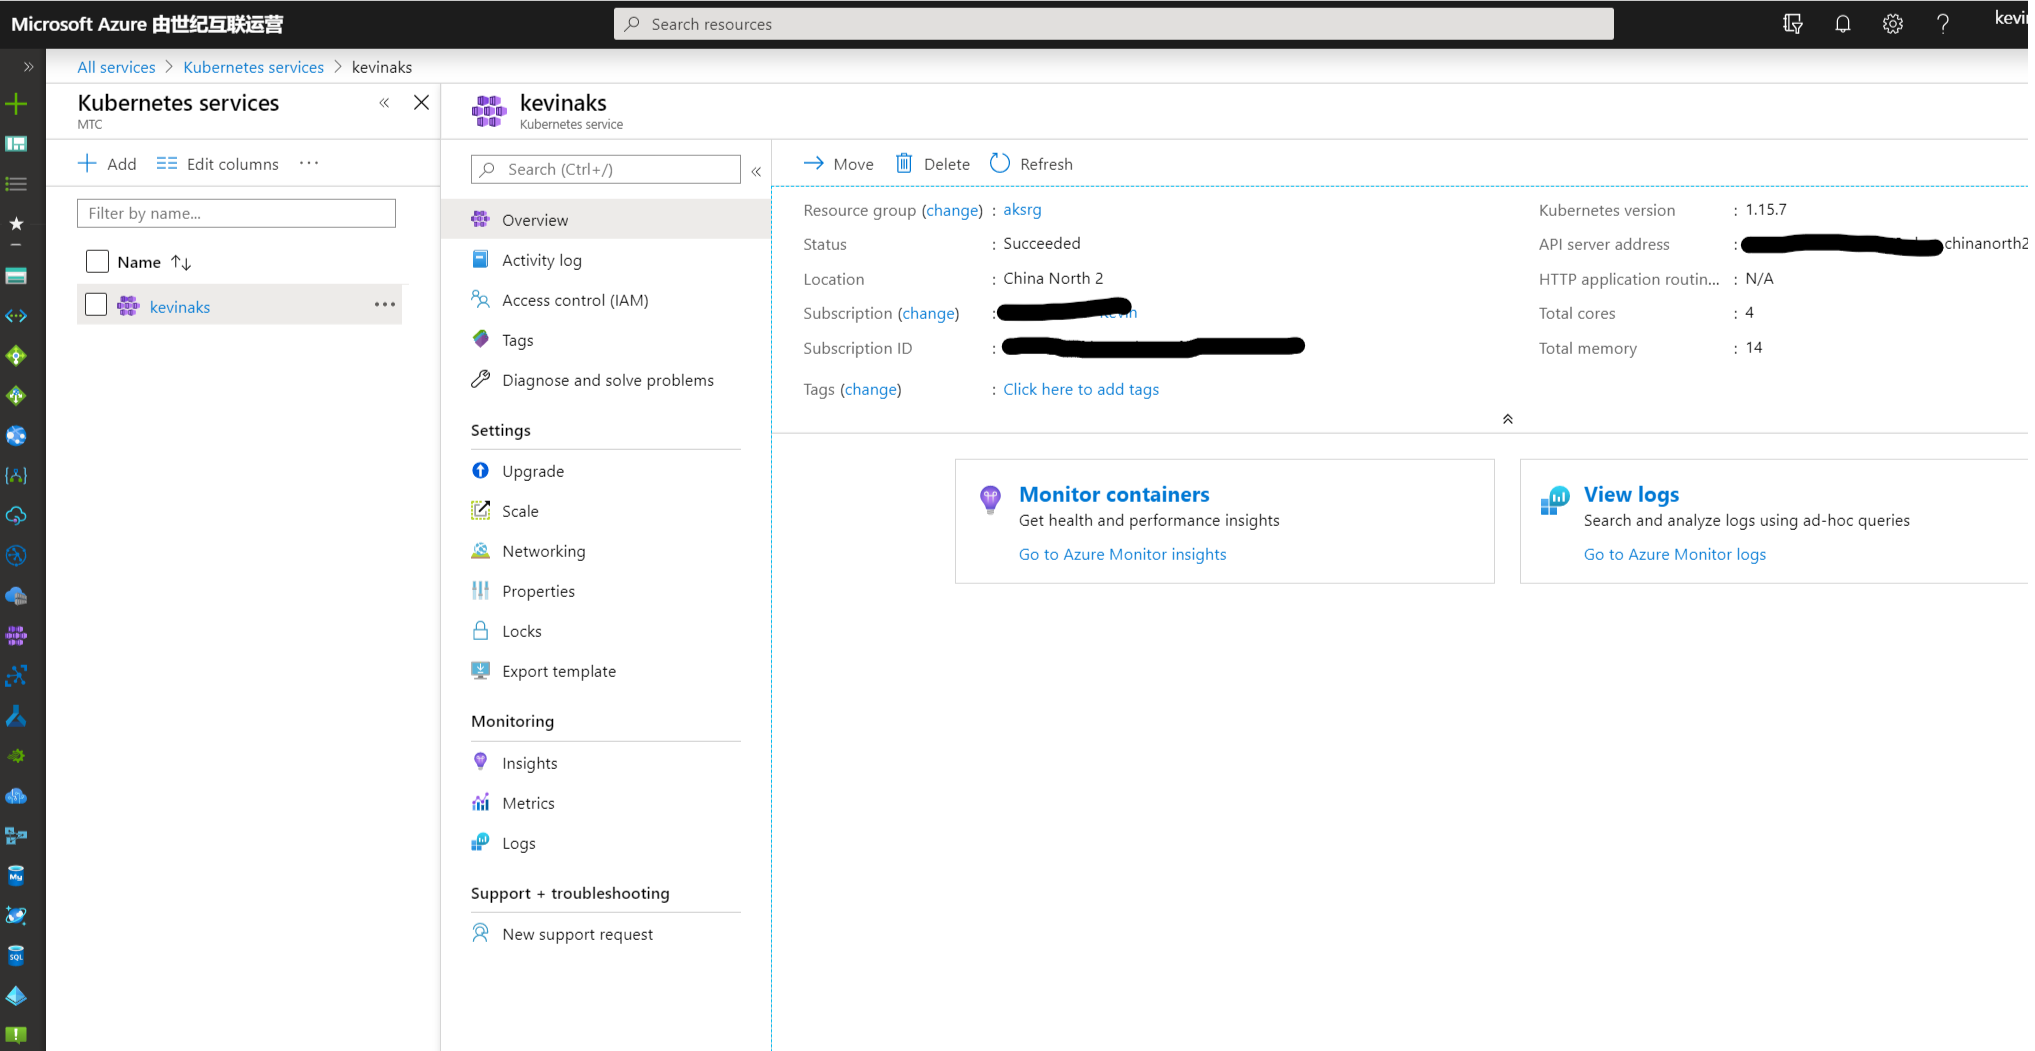 Microsoft Azure 由世纪互联运营
Search resources
All services > Kubernetes services > kevinaks
Kubernetes services
MTC
Add
Edit columns
Filter by name...
Name
kevinaks
kevinaks
Kubernetes service
Search (Ctrl+/)
Overview
Activity log
Access control (IAM)
Tags
Diagnose and solve problems
Settings
Upgrade
Scale
Networking
Properties
Locks
Export template
Monitoring
Insights
Metrics
Logs
Support + troubleshooting
New support request
Move
Delete
Refresh
Resource group (change) : aksrg
Status : Succeeded
Location : China North 2
Subscription (change) :
Subscription ID :
Tags (change) : Click here to add tags
Kubernetes version : 1.15.7
API server address : .chinanorth2
HTTP application routin... : N/A
Total cores : 4
Total memory : 14
Monitor containers
Get health and performance insights
Go to Azure Monitor insights
View logs
Search and analyze logs using ad-hoc queries
Go to Azure Monitor logs